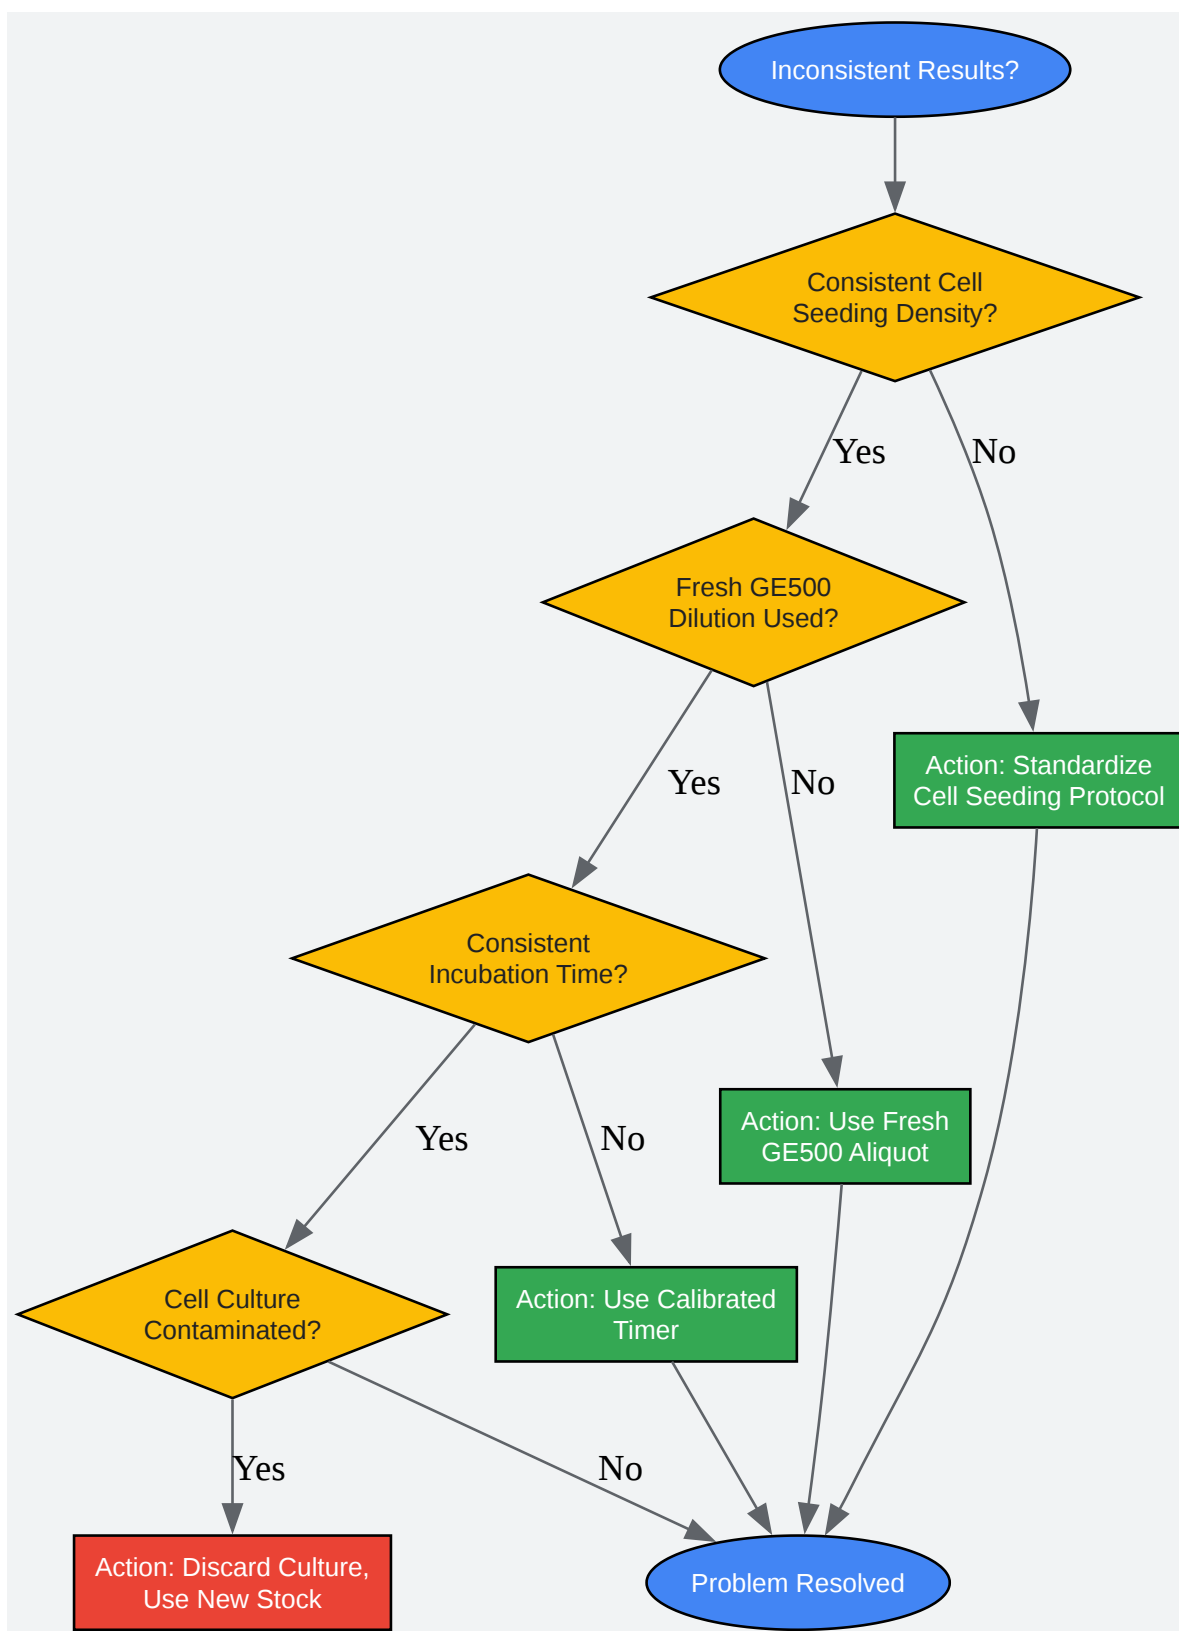 Inconsistent Results?
Consistent Cell
Seeding Density?
Yes
No
Fresh GE500
Dilution Used?
Yes
No
Action: Standardize
Cell Seeding Protocol
Consistent
Incubation Time?
Yes
No
Action: Use Fresh
GE500 Aliquot
Cell Culture
Contaminated?
Action: Use Calibrated
Timer
Yes
No
Action: Discard Culture,
Use New Stock
Problem Resolved